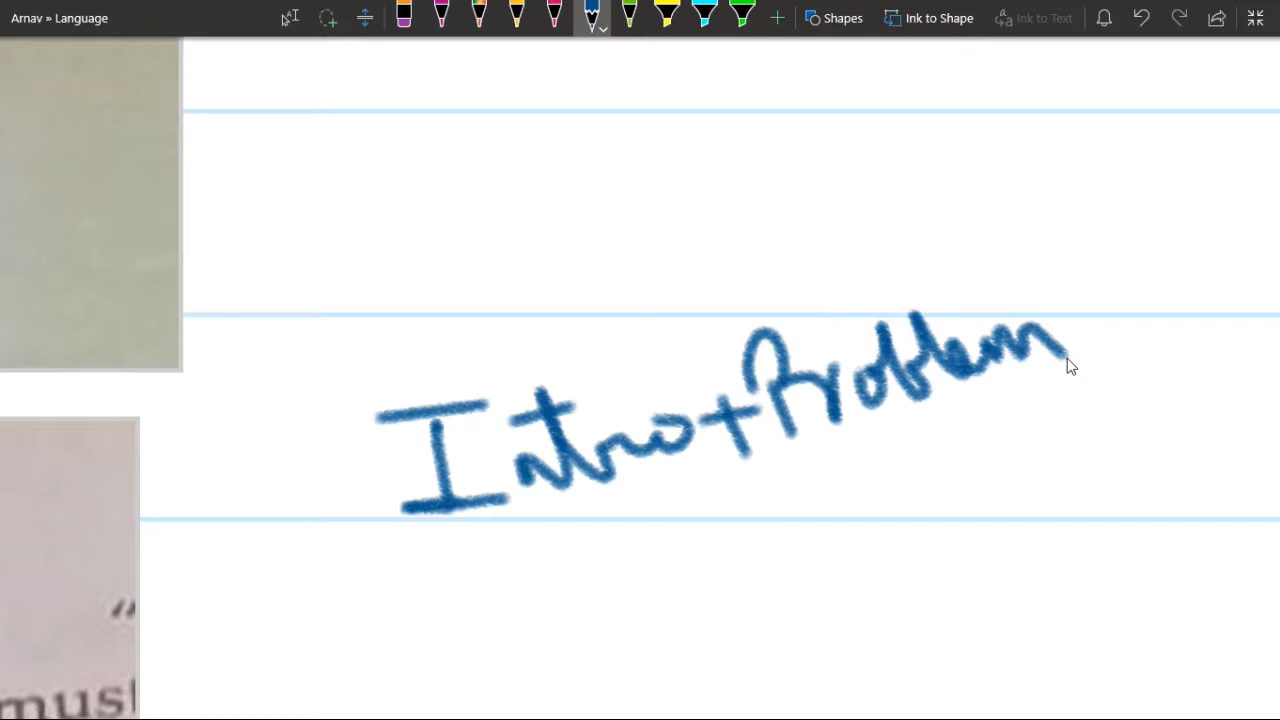 Arnav » Language
Shapes
Ink to Shape
Ink to Text
Intro+Problem
“
must